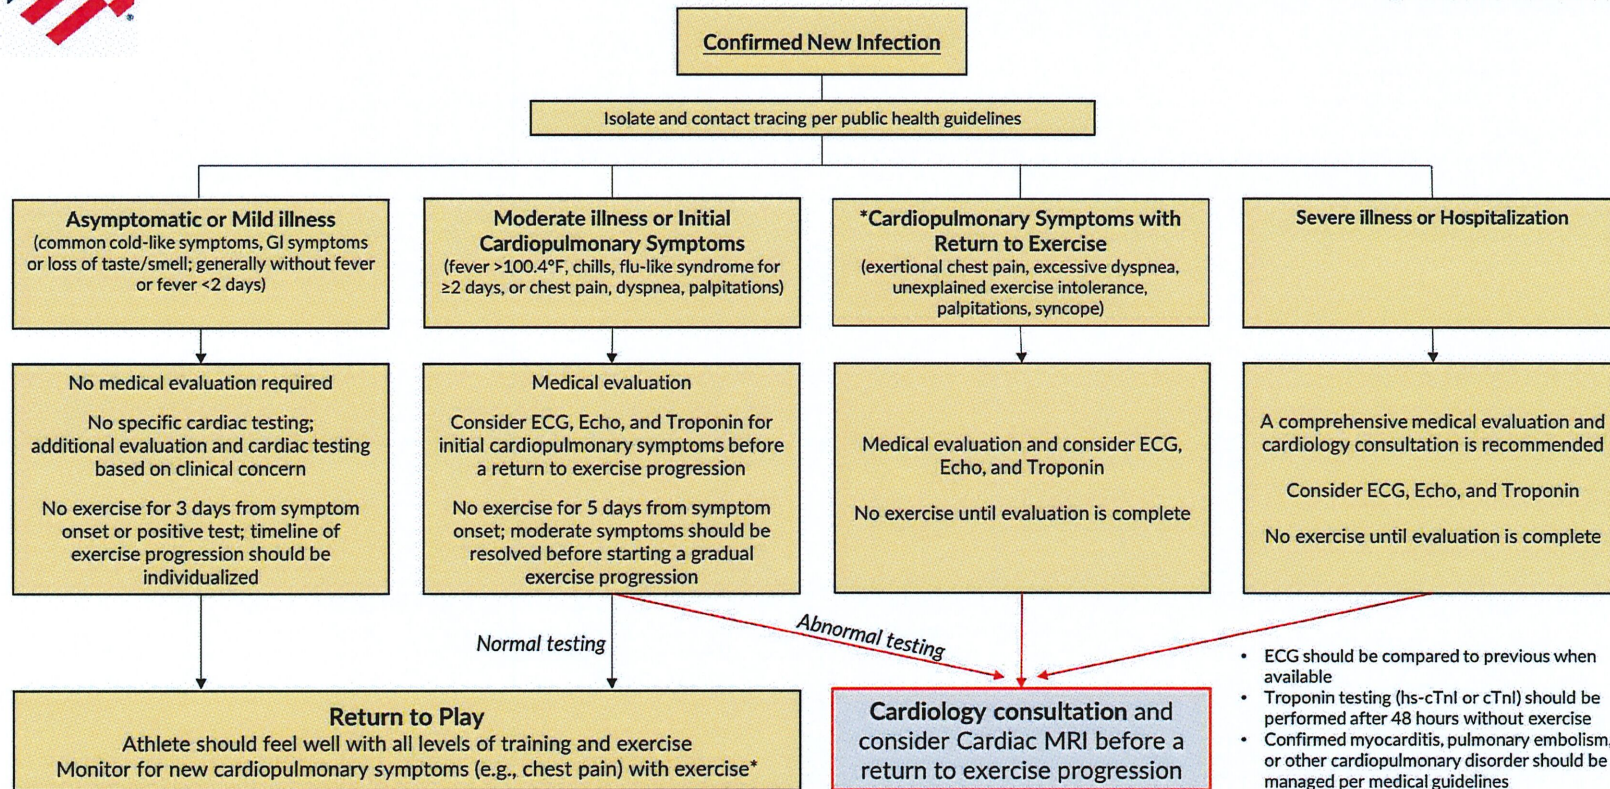 Confirmed New Infection
Isolate and contact tracing per public health guidelines
Asymptomatic or Mild illness
(common cold-like symptoms, GI symptoms
or loss of taste/smell; generally without fever
or fever <2 days)
Moderate illness or Initial
Cardiopulmonary Symptoms
(fever >100.4°F, chills, flu-like syndrome for
≥2 days, or chest pain, dyspnea, palpitations)
*Cardiopulmonary Symptoms with
Return to Exercise
(exertional chest pain, excessive dyspnea,
unexplained exercise intolerance,
palpitations, syncope)
Severe illness or Hospitalization
No medical evaluation required
No specific cardiac testing;
additional evaluation and cardiac testing
based on clinical concern
No exercise for 3 days from symptom
onset or positive test; timeline of
exercise progression should be
individualized
Medical evaluation
Consider ECG, Echo, and Troponin for
initial cardiopulmonary symptoms before
a return to exercise progression
No exercise for 5 days from symptom
onset; moderate symptoms should be
resolved before starting a gradual
exercise progression
Medical evaluation and consider ECG,
Echo, and Troponin
No exercise until evaluation is complete
A comprehensive medical evaluation and
cardiology consultation is recommended
Consider ECG, Echo, and Troponin
No exercise until evaluation is complete
Normal testing
Abnormal testing
Return to Play
Athlete should feel well with all levels of training and exercise
Monitor for new cardiopulmonary symptoms (e.g., chest pain) with exercise*
Cardiology consultation and
consider Cardiac MRI before a
return to exercise progression
• ECG should be compared to previous when
available
• Troponin testing (hs-cTnI or cTnI) should be
performed after 48 hours without exercise
• Confirmed myocarditis, pulmonary embolism,
or other cardiopulmonary disorder should be
managed per medical guidelines